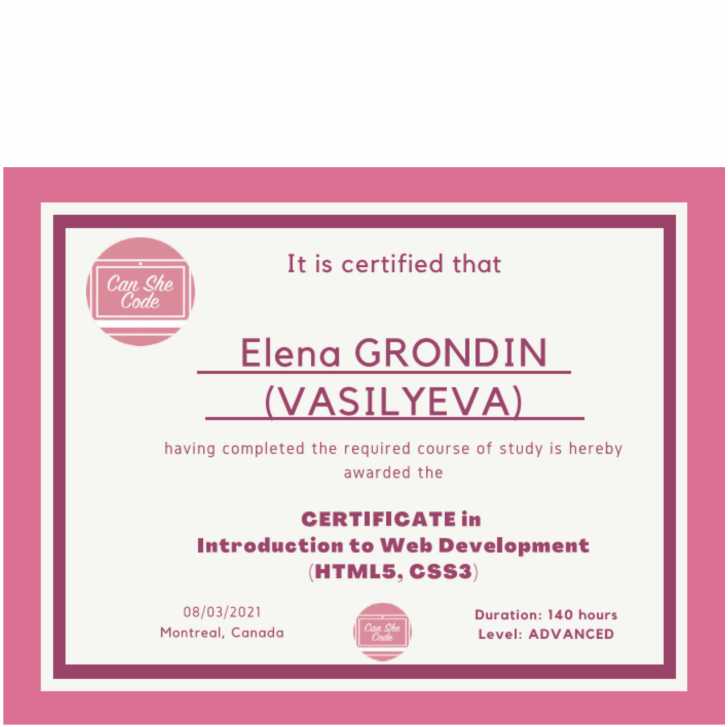 Can She
Code
It is certified that
Elena GRONDIN
(VASILYEVA)
having completed the required course of study is hereby
awarded the
CERTIFICATE in
Introduction to Web Development
(HTML5, CSS3)
08/03/2021
Montreal, Canada
Can She
Code
Duration: 140 hours
Level: ADVANCED